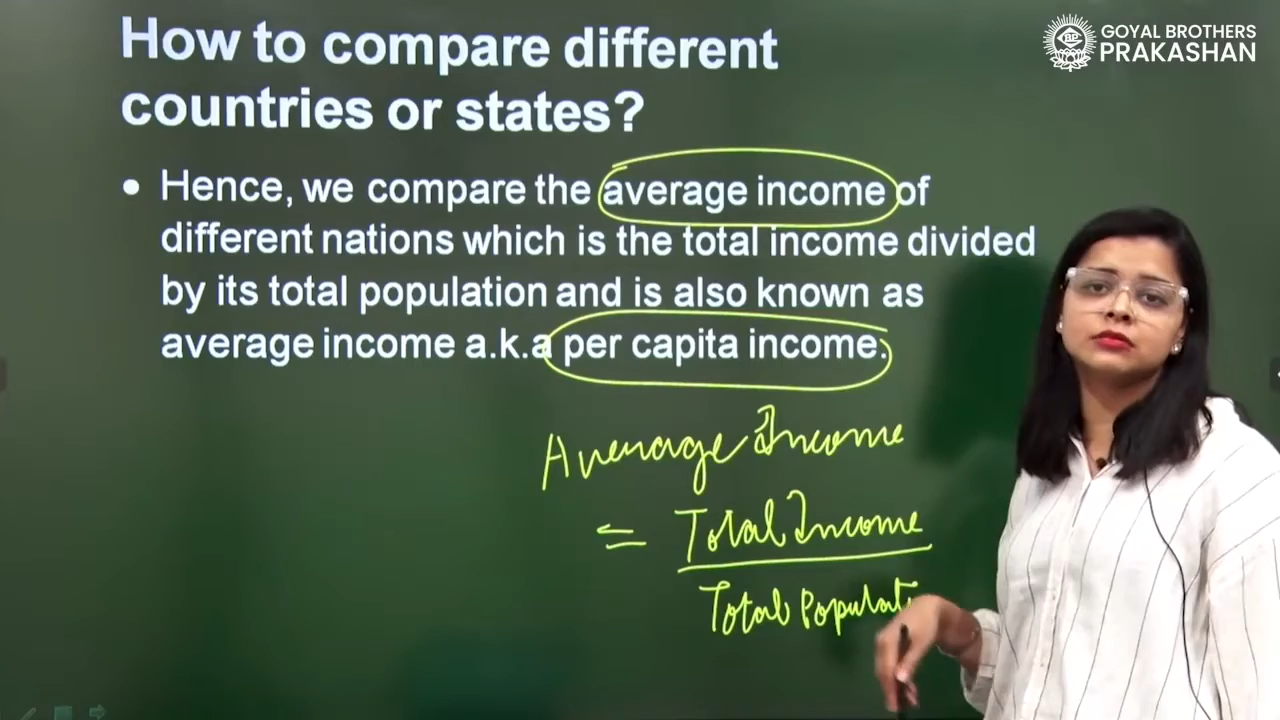 GOYAL BROTHERS
PRAKASHAN
How to compare different
countries or states?
• Hence, we compare the average income of
different nations which is the total income divided
by its total population and is also known as
average income a.k.a per capita income.
Average Income
= Total Income
Total Populati